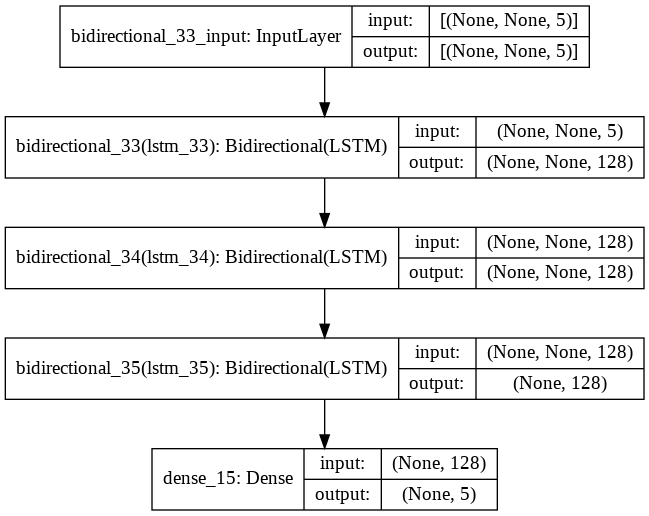 bidirectional_33_input: InputLayer
input:
[(None, None, 5)]
output:
[(None, None, 5)]
bidirectional_33(lstm_33): Bidirectional(LSTM)
input:
(None, None, 5)
output:
(None, None, 128)
bidirectional_34(lstm_34): Bidirectional(LSTM)
input:
(None, None, 128)
output:
(None, None, 128)
bidirectional_35(lstm_35): Bidirectional(LSTM)
input:
(None, None, 128)
output:
(None, 128)
dense_15: Dense
input:
(None, 128)
output:
(None, 5)